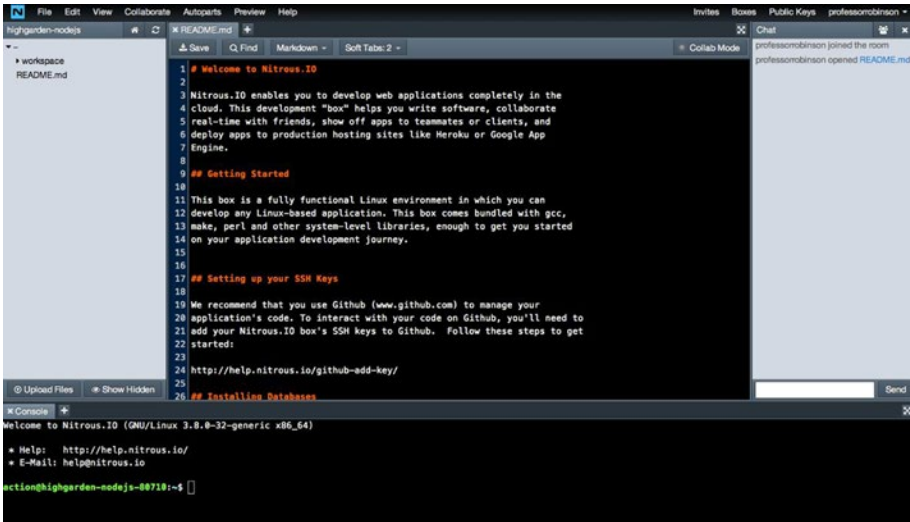 N File Edit View Collaborate Autoparts Preview Help Invites Boxes Public Keys professorrobinson
highgarden-nodejs
README.md
Chat
Save Find Markdown Soft Tabs: 2 Collab Mode
workspace
README.md
1 # Welcome to Nitrous.IO
2
3 Nitrous.IO enables you to develop web applications completely in the
4 cloud. This development "box" helps you write software, collaborate
5 real-time with friends, show off apps to teammates or clients, and
6 deploy apps to production hosting sites like Heroku or Google App
7 Engine.
8
9 ## Getting Started
10
11 This box is a fully functional Linux environment in which you can
12 develop any Linux-based application. This box comes bundled with gcc,
13 make, perl and other system-level libraries, enough to get you started
14 on your application development journey.
15
16
17 ## Setting up your SSH Keys
18
19 We recommend that you use Github (www.github.com) to manage your
20 application's code. To interact with your code on Github, you'll need to
21 add your Nitrous.IO box's SSH keys to Github.  Follow these steps to get
22 started:
23
24 http://help.nitrous.io/github-add-key/
25
26 ## Installing Databases
professorrobinson joined the room
professorrobinson opened README.md
Upload Files Show Hidden
Send
Console
Welcome to Nitrous.IO (GNU/Linux 3.8.0-32-generic x86_64)
* Help: http://help.nitrous.io/
* E-Mail: help@nitrous.io
action@highgarden-nodejs-80710:~$